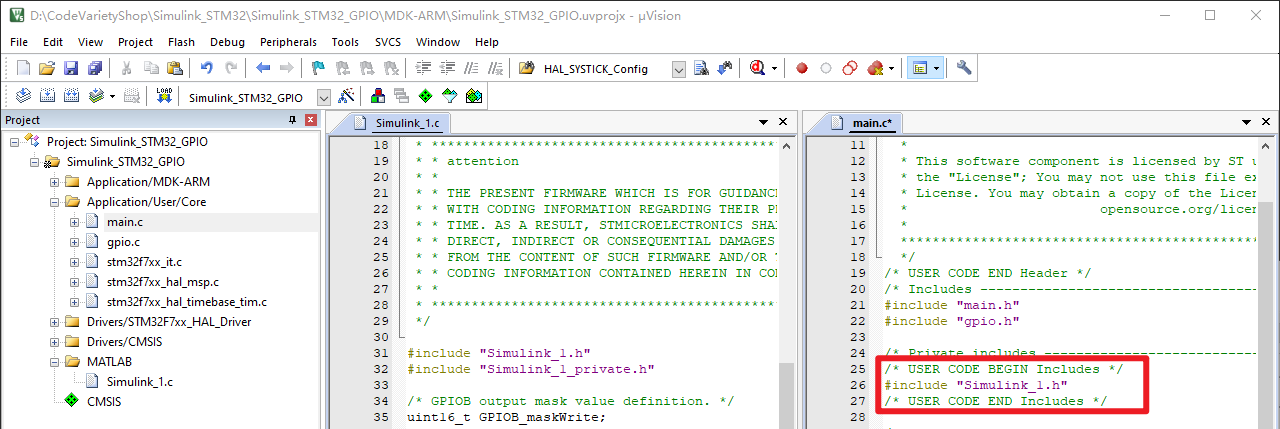 D:\CodeVarietyShop\Simulink_STM32\Simulink_STM32_GPIO\MDK-ARM\Simulink_STM32_GPIO.uvprojx - µVision
File Edit View Project Flash Debug Peripherals Tools SVCS Window Help
HAL_SYSTICK_Config
LOAD
Simulink_STM32_GPIO
Project
Project: Simulink_STM32_GPIO
Simulink_STM32_GPIO
Application/MDK-ARM
Application/User/Core
main.c
gpio.c
stm32f7xx_it.c
stm32f7xx_hal_msp.c
stm32f7xx_hal_timebase_tim.c
Drivers/STM32F7xx_HAL_Driver
Drivers/CMSIS
MATLAB
Simulink_1.c
CMSIS
Simulink_1.c
18 * *******************************************
19 * * attention
20 * *
21 * * THE PRESENT FIRMWARE WHICH IS FOR GUIDANC
22 * * WITH CODING INFORMATION REGARDING THEIR P
23 * * TIME. AS A RESULT, STMICROELECTRONICS SHA
24 * * DIRECT, INDIRECT OR CONSEQUENTIAL DAMAGES
25 * * FROM THE CONTENT OF SUCH FIRMWARE AND/OR
26 * * CODING INFORMATION CONTAINED HEREIN IN CO
27 * *
28 * *******************************************
29 */
30
31 #include "Simulink_1.h"
32 #include "Simulink_1_private.h"
33
34 /* GPIOB output mask value definition. */
35 uint16_t GPIOB_maskWrite;
main.c*
11 *
12 * This software component is licensed by ST u
13 * the "License"; You may not use this file ex
14 * License. You may obtain a copy of the Licen
15 * opensource.org/licen
16 *
17 *********************************************
18 */
19 /* USER CODE END Header */
20 /* Includes -----------------------------------
21 #include "main.h"
22 #include "gpio.h"
23
24 /* Private includes ---------------------------
25 /* USER CODE BEGIN Includes */
26 #include "Simulink_1.h"
27 /* USER CODE END Includes */
28